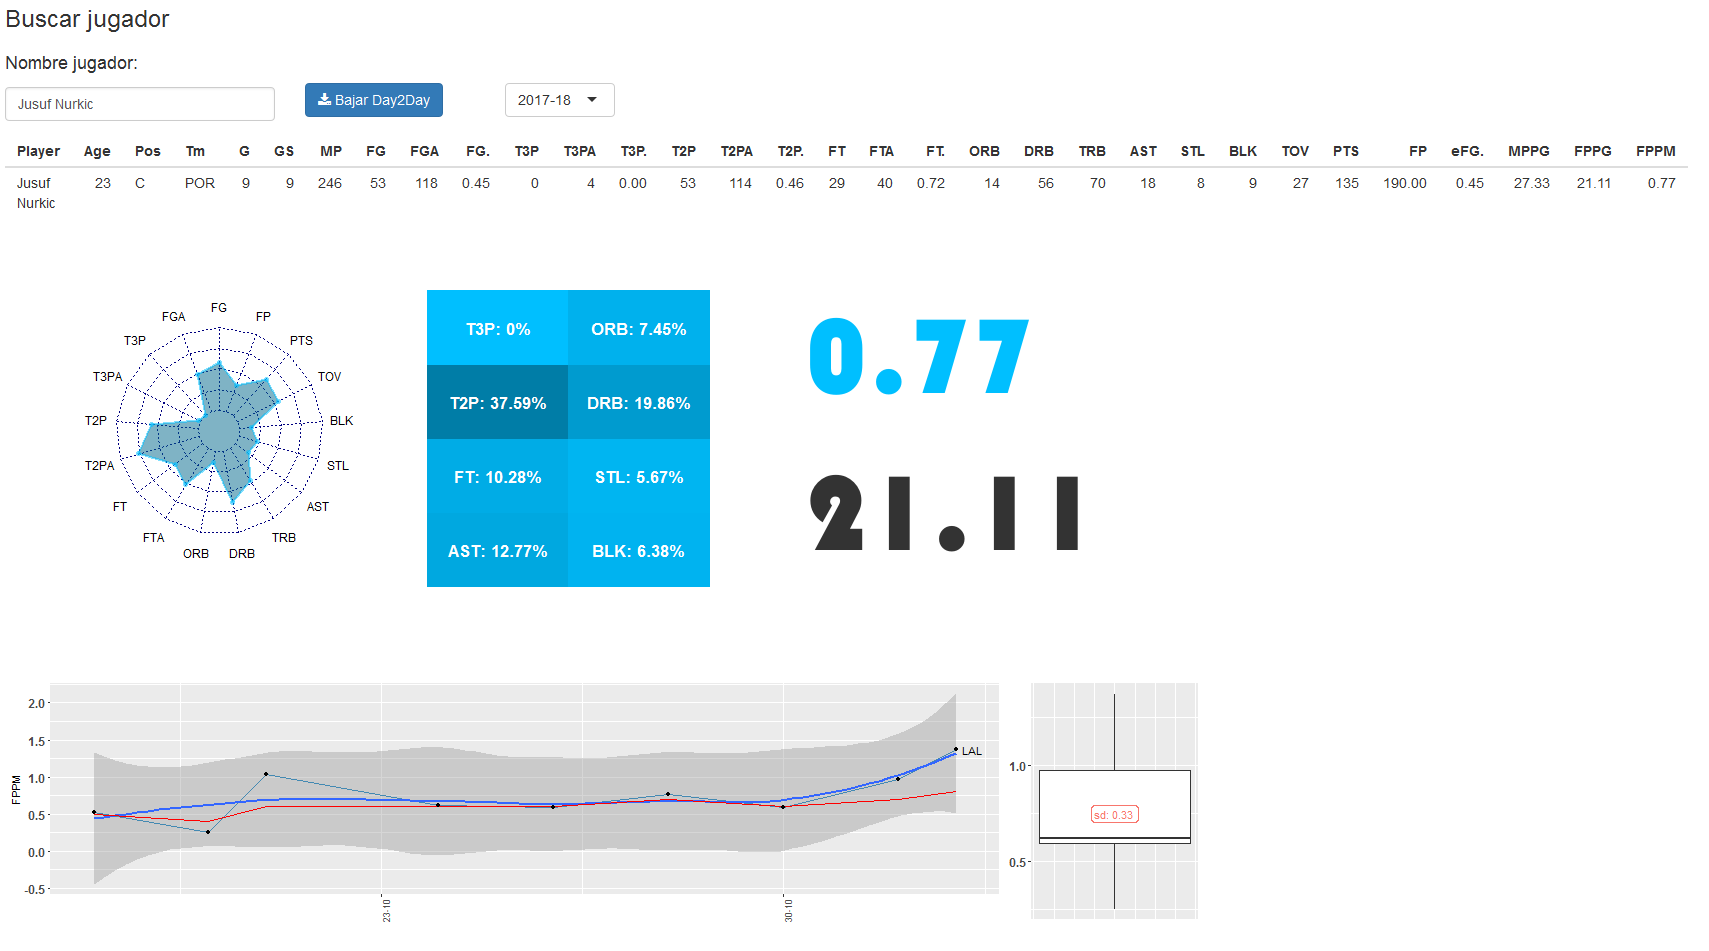 Buscar jugador
Nombre jugador:
Jusuf Nurkic
Bajar Day2Day
2017-18
Player Age Pos Tm G GS MP FG FGA FG. T3P T3PA T3P. T2P T2PA T2P. FT FTA FT. ORB DRB TRB AST STL BLK TOV PTS FP eFG. MPPG FPPG FPPM
Jusuf 23 C POR 9 9 246 53 118 0.45 0 4 0.00 53 114 0.46 29 40 0.72 14 56 70 18 8 9 27 135 190.00 0.45 27.33 21.11 0.77
Nurkic
FG
FGA
FP
T3P
PTS
T3PA
TOV
T2P
BLK
T2PA
STL
FT
AST
FTA
TRB
ORB
DRB
T3P: 0%
ORB: 7.45%
T2P: 37.59%
DRB: 19.86%
FT: 10.28%
STL: 5.67%
AST: 12.77%
BLK: 6.38%
0.77
21.11
FPPM
2.0
1.5
1.0
0.5
0.0
-0.5
LAL
23-10
30-10
1.0
0.5
sd: 0.33